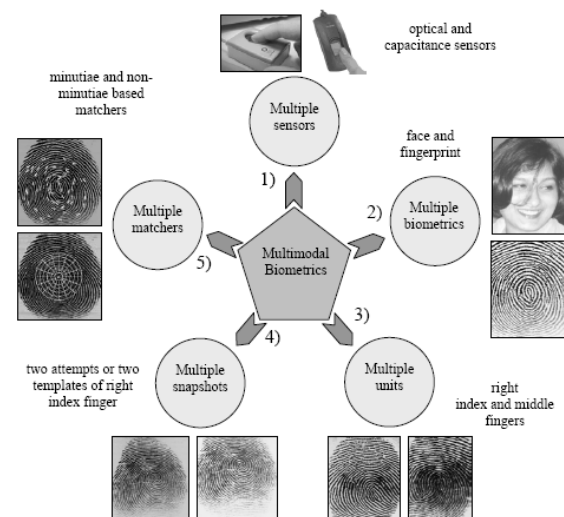 optical and
capacitance sensors
minutiae and non-
minutiae based
matchers
Multiple
sensors
face and
fingerprint
1)
2)
Multiple
biometrics
Multiple
matchers
5)
Multimodal
Biometrics
3)
4)
two attempts or two
templates of right
index finger
Multiple
snapshots
Multiple
units
right
index and middle
fingers